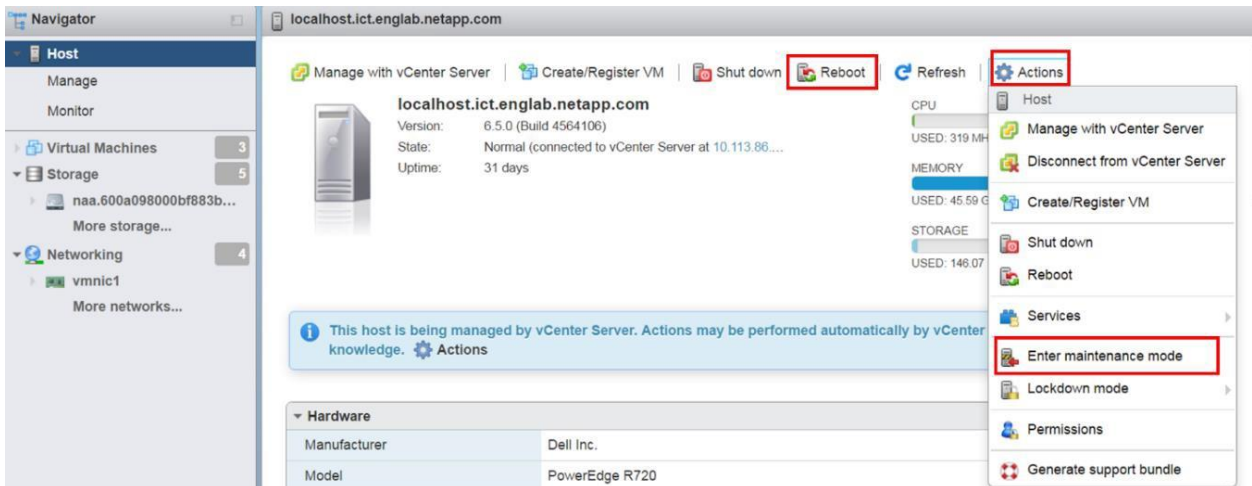 Navigator
localhost.ict.englab.netapp.com
Host
Manage
Monitor
Virtual Machines 3
Storage 5
naa.600a098000bf883b...
More storage...
Networking 4
vmnic1
More networks...
Manage with vCenter Server Create/Register VM Shut down Reboot Refresh Actions
localhost.ict.englab.netapp.com
Version: 6.5.0 (Build 4564106)
State: Normal (connected to vCenter Server at 10.113.86....
Uptime: 31 days
CPU
USED: 319 MH
MEMORY
USED: 45.59 G
STORAGE
USED: 146.07
Host
Manage with vCenter Server
Disconnect from vCenter Server
Create/Register VM
Shut down
Reboot
Services
Enter maintenance mode
Lockdown mode
Permissions
Generate support bundle
This host is being managed by vCenter Server. Actions may be performed automatically by vCenter
knowledge. Actions
Hardware
Manufacturer Dell Inc.
Model PowerEdge R720